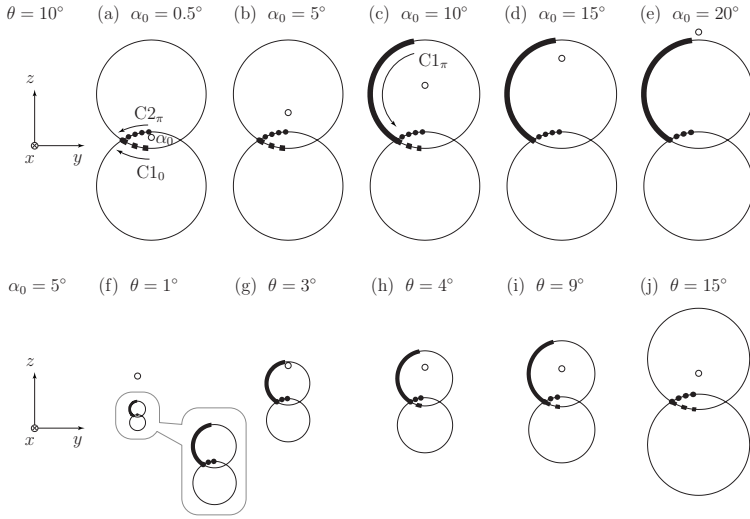 θ = 10° (a) α₀ = 0.5° (b) α₀ = 5° (c) α₀ = 10° (d) α₀ = 15° (e) α₀ = 20°
z
C2π
C1π
α₀
x y
C1₀
α₀ = 5° (f) θ = 1° (g) θ = 3° (h) θ = 4° (i) θ = 9° (j) θ = 15°
z
x y